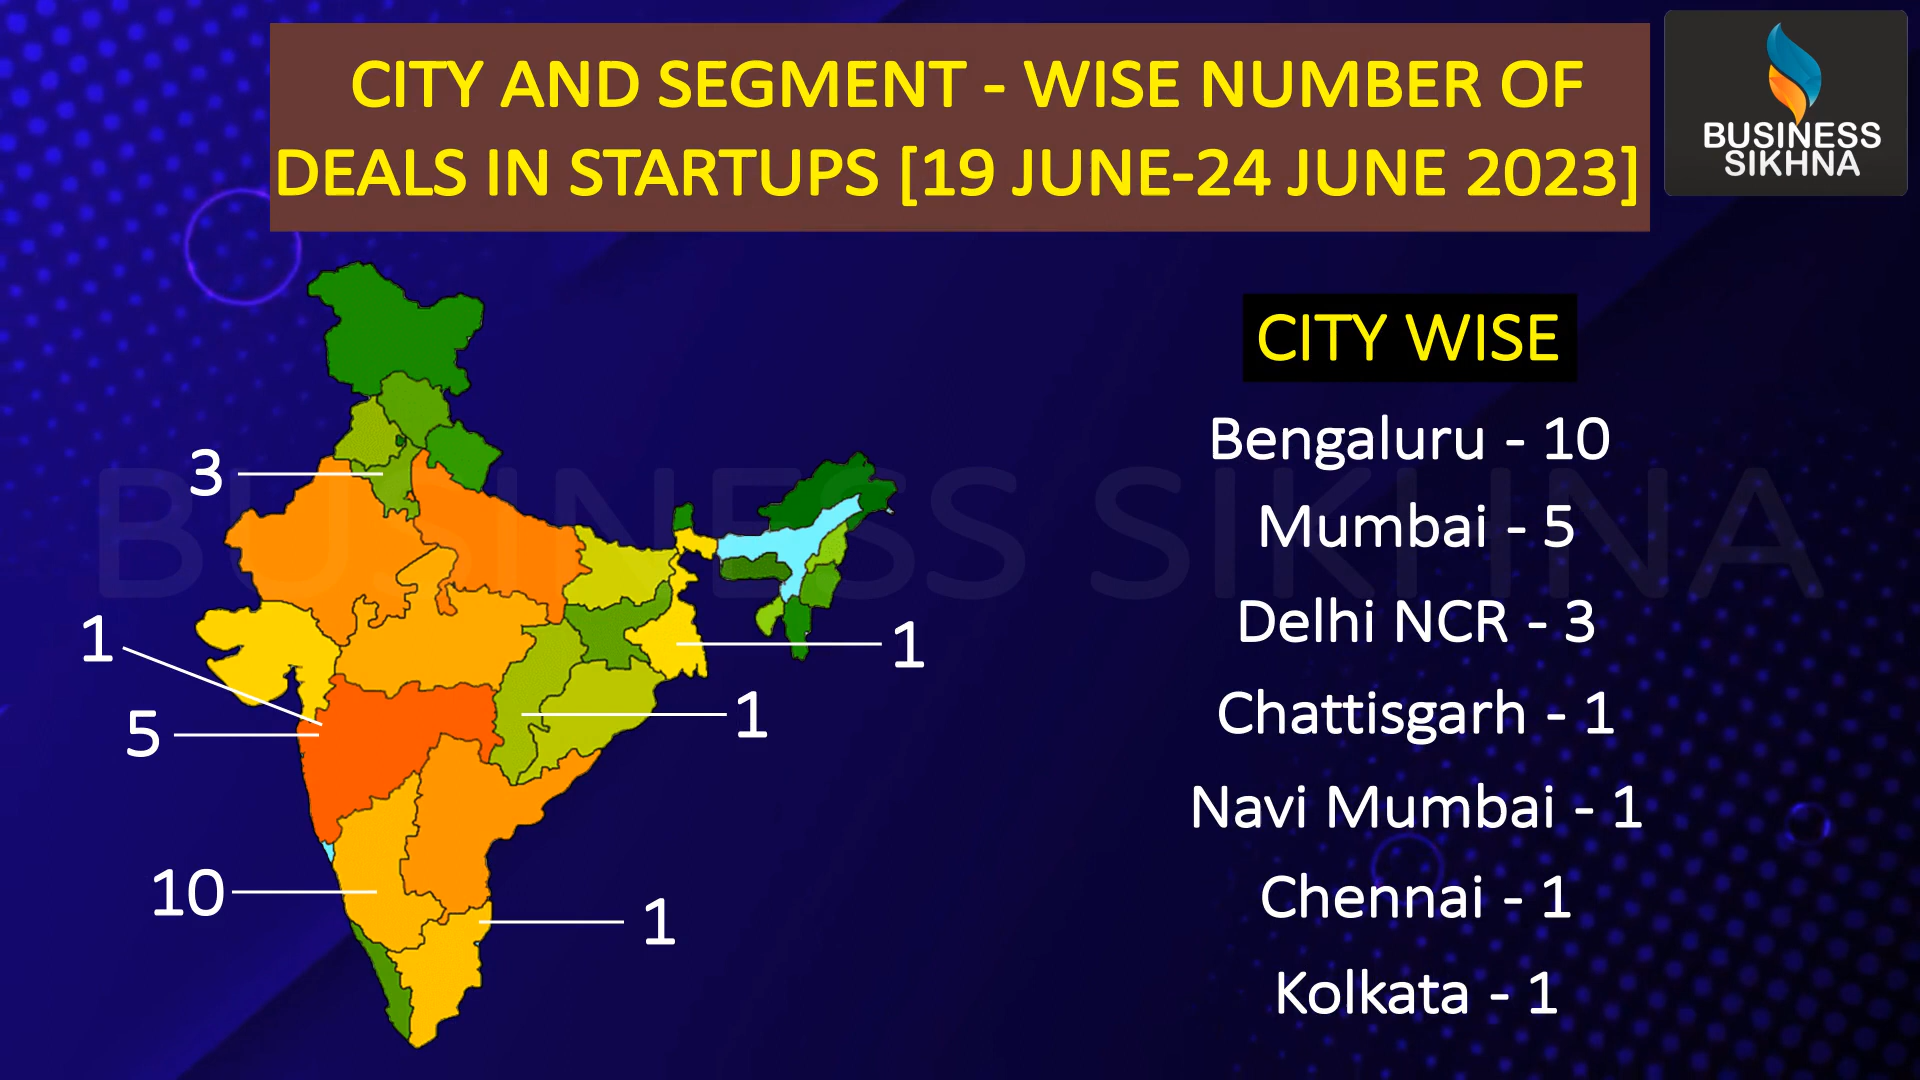 CITY AND SEGMENT - WISE NUMBER OF
DEALS IN STARTUPS [19 JUNE-24 JUNE 2023]
BUSINESS
SIKHNA
CITY WISE
Bengaluru - 10
Mumbai - 5
Delhi NCR - 3
Chattisgarh - 1
Navi Mumbai - 1
Chennai - 1
Kolkata - 1
3
1
5
10
1
1
1
BUSINESS SIKHNA